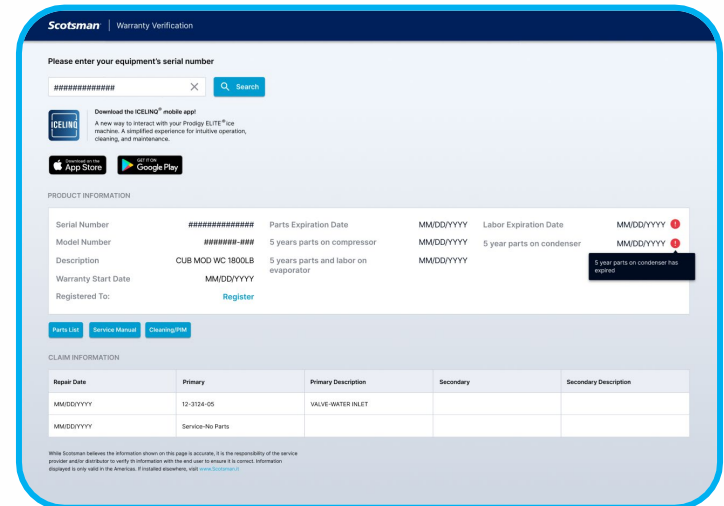 Scotsman Warranty Verification
Please enter your equipment's serial number
#############
Search
ICELINQ
Download the ICELINQ® mobile app!
A new way to interact with your Prodigy ELITE® ice
machine. A simplified experience for intuitive operation,
cleaning, and maintenance.
Download on the
App Store
GET IT ON
Google Play
PRODUCT INFORMATION
Serial Number ##############
Model Number #######-###
Description CUB MOD WC 1800LB
Warranty Start Date MM/DD/YYYY
Registered To: Register
Parts Expiration Date MM/DD/YYYY
5 years parts on compressor MM/DD/YYYY
5 years parts and labor on MM/DD/YYYY
evaporator
Labor Expiration Date MM/DD/YYYY !
5 year parts on condenser MM/DD/YYYY !
5 year parts on condenser has
expired
Parts List Service Manual Cleaning/PIM
CLAIM INFORMATION
Repair Date Primary Primary Description Secondary Secondary Description
MM/DD/YYYY 12-3124-05 VALVE-WATER INLET
MM/DD/YYYY Service-No Parts
While Scotsman believes the information shown on this page is accurate, it is the responsibility of the service
provider and/or distributor to verify th information with the end user to ensure it is correct. Information
displayed is only valid in the Americas. If installed elsewhere, visit www.Scotsman.it